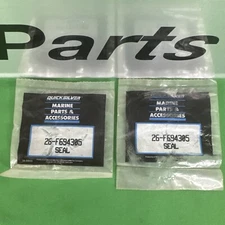 Parts
QUICKSILVER
MARINE
PARTS &
ACCESSORIES
26-F694305
SEAL
MARINE
PARTS &
ACCESSORIES
26-F694305
SEAL